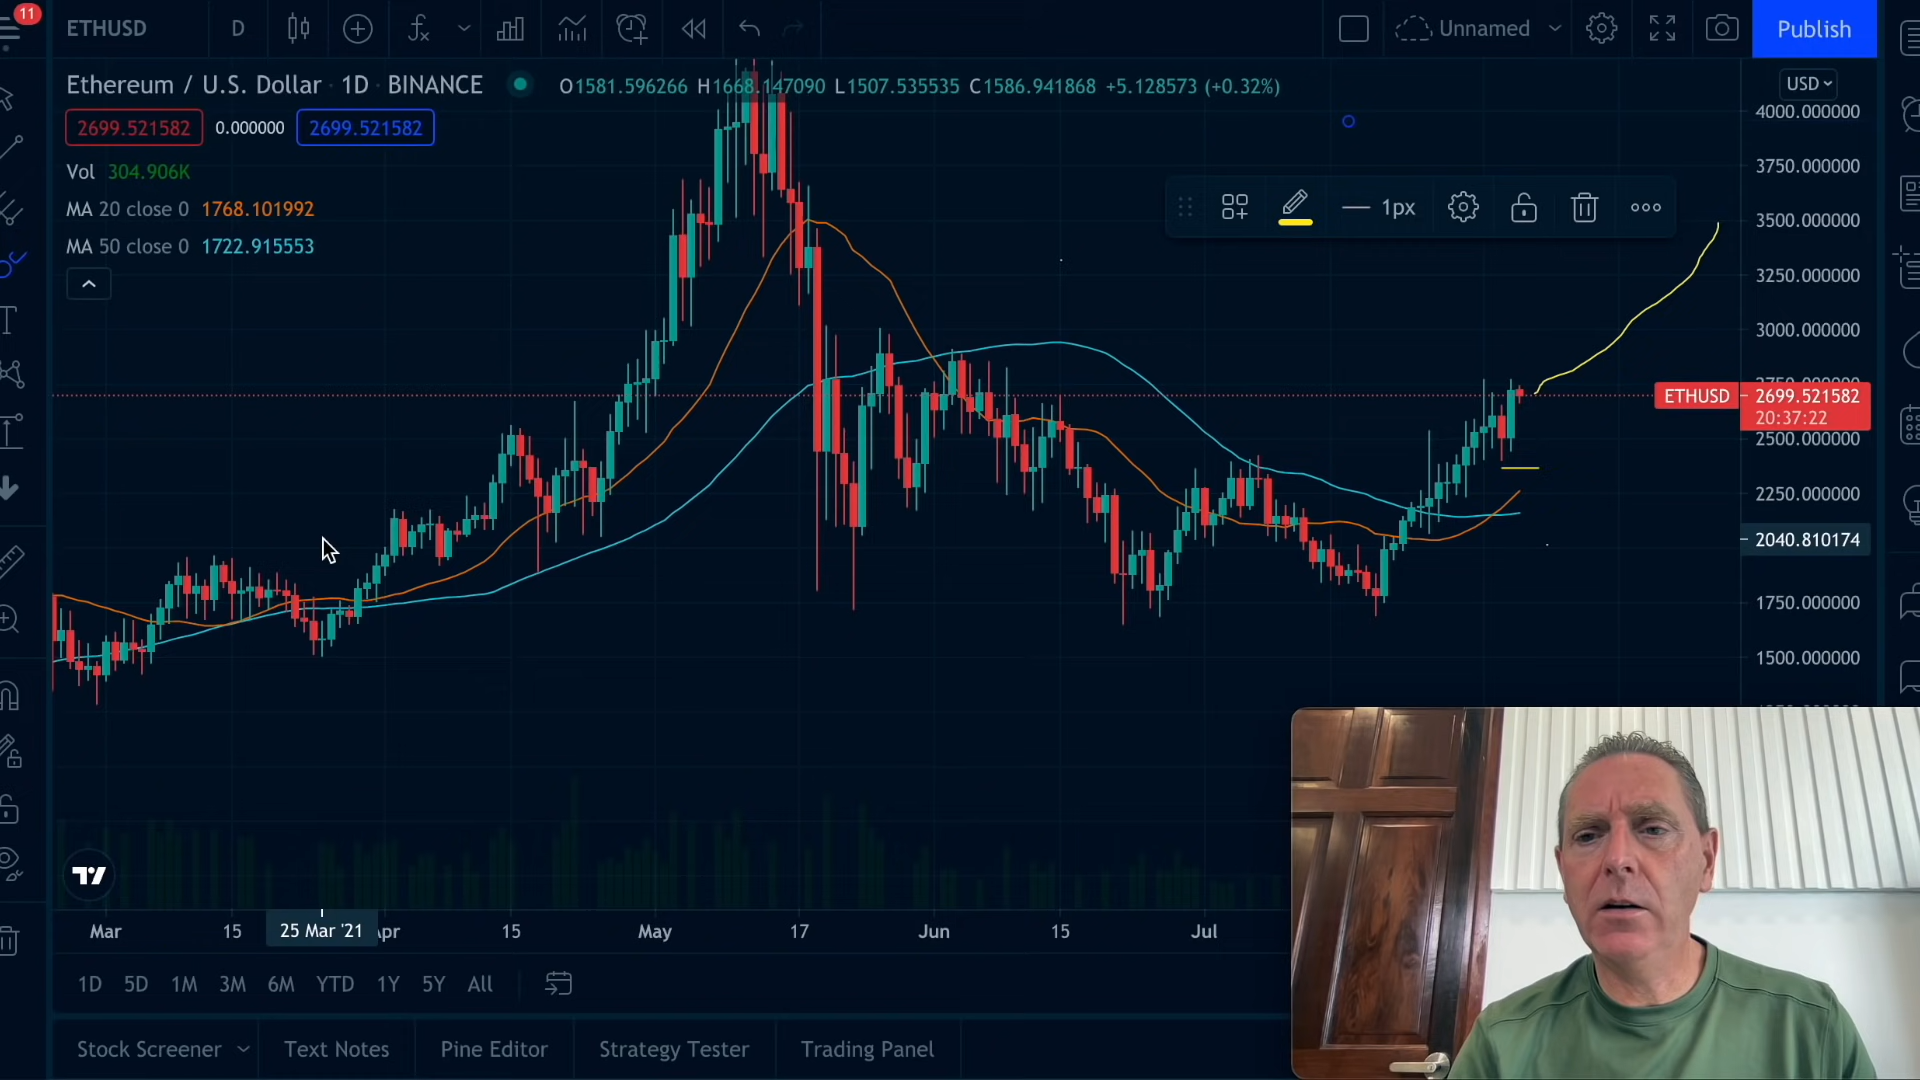 11
ETHUSD D Unnamed Publish
Ethereum / U.S. Dollar · 1D · BINANCE O1581.596266 H1668.147090 L1507.535535 C1586.941868 +5.128573 (+0.32%)
USD
2699.521582 0.000000 2699.521582
Vol 304.906K
MA 20 close 0 1768.101992
MA 50 close 0 1722.915553
1px
4000.000000
3750.000000
3500.000000
3250.000000
3000.000000
2750.000000
ETHUSD 2699.521582
20:37:22
2500.000000
2250.000000
2040.810174
1750.000000
1500.000000
Mar 15 25 Mar '21 Apr 15 May 17 Jun 15 Jul
1D 5D 1M 3M 6M YTD 1Y 5Y All
Stock Screener Text Notes Pine Editor Strategy Tester Trading Panel